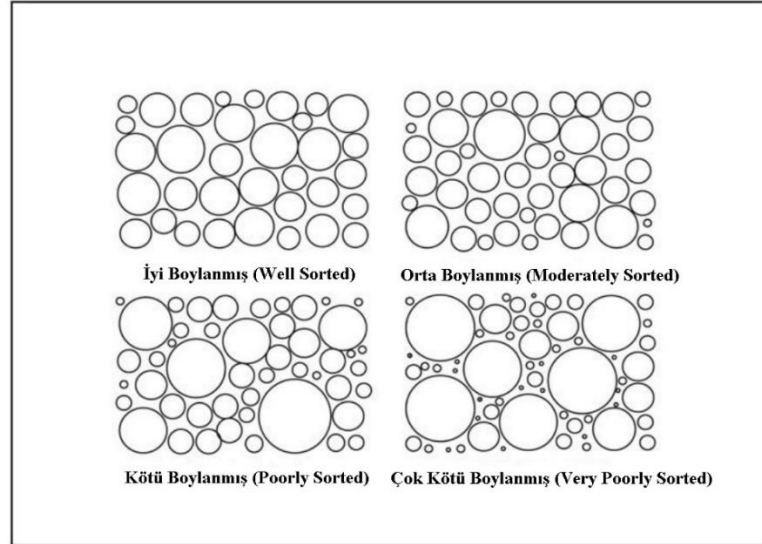 İyi Boylanmış (Well Sorted)
Orta Boylanmış (Moderately Sorted)
Kötü Boylanmış (Poorly Sorted)
Çok Kötü Boylanmış (Very Poorly Sorted)